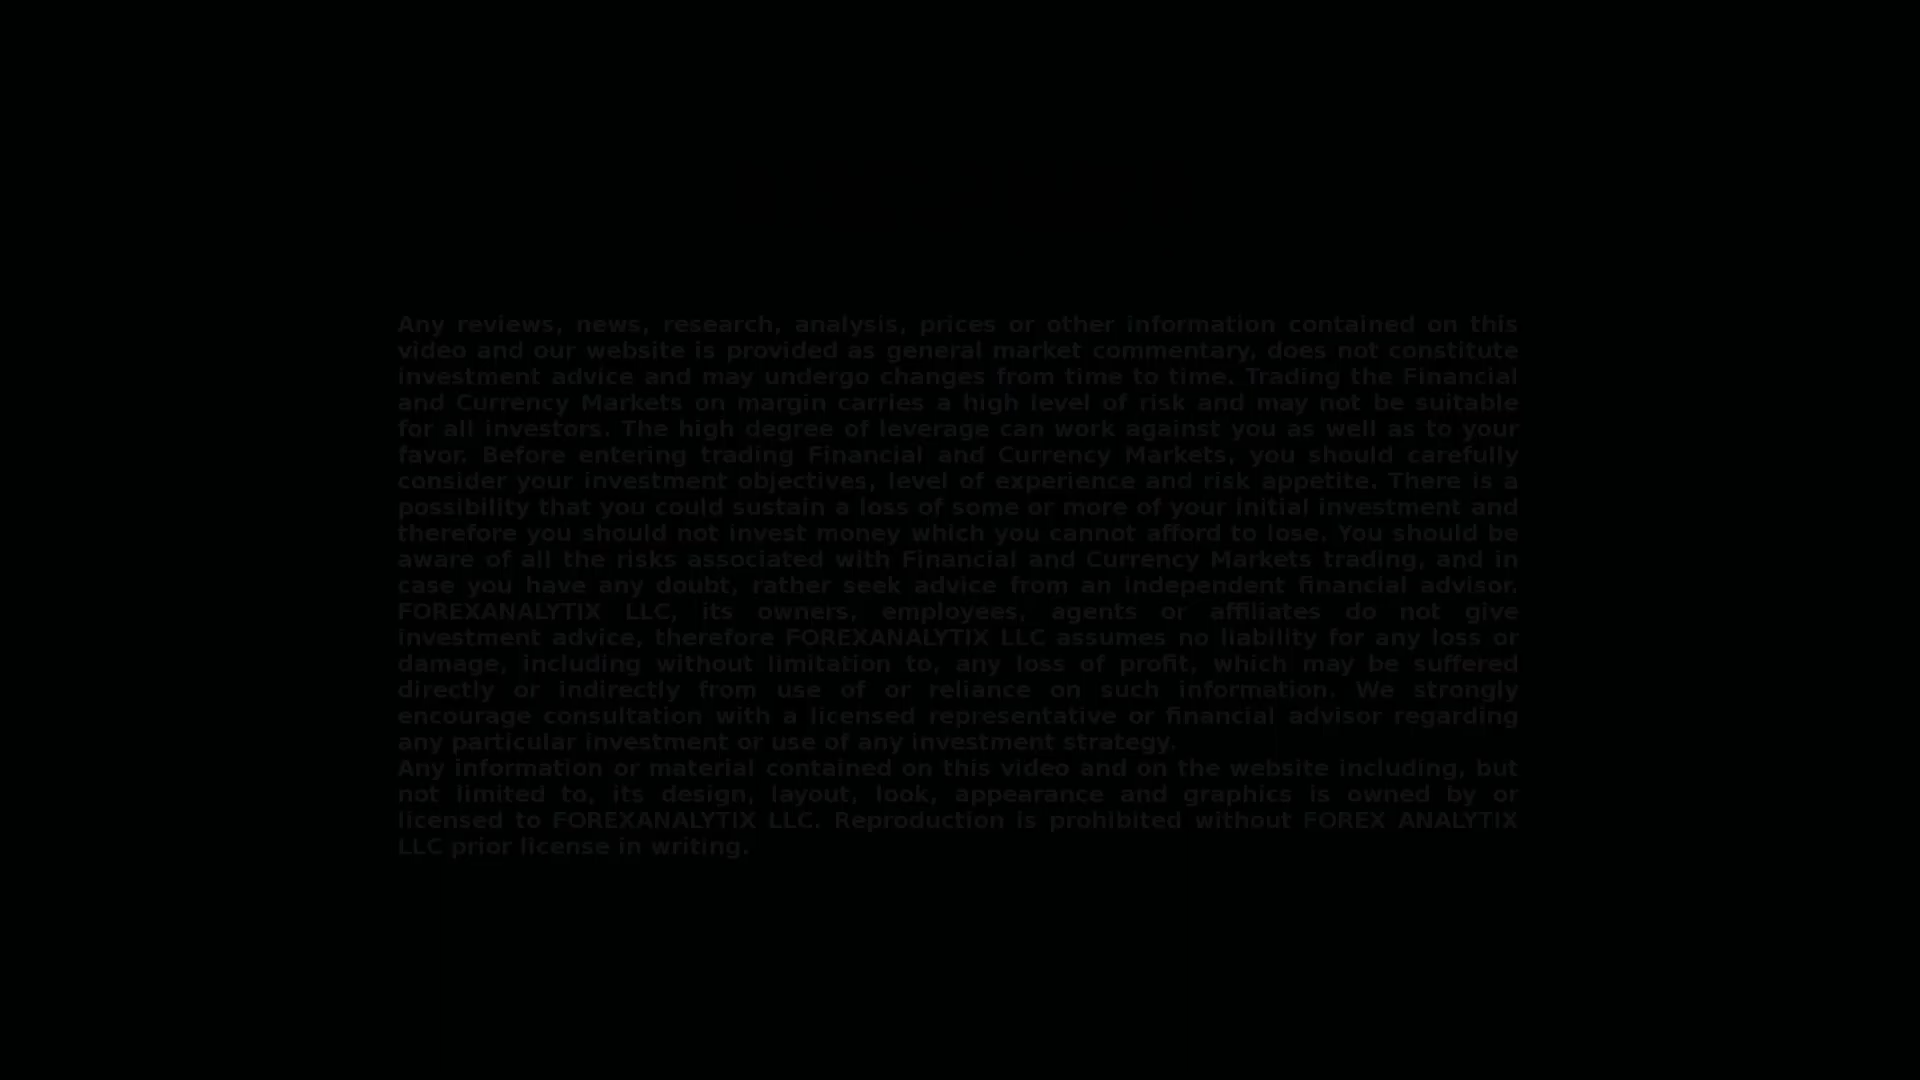 Any reviews, news, research, analysis, prices or other information contained on this
video and our website is provided as general market commentary, does not constitute
investment advice and may undergo changes from time to time. Trading the Financial
and Currency Markets on margin carries a high level of risk and may not be suitable
for all investors. The high degree of leverage can work against you as well as to your
favor. Before entering trading Financial and Currency Markets, you should carefully
consider your investment objectives, level of experience and risk appetite. There is a
possibility that you could sustain a loss of some or more of your initial investment and
therefore you should not invest money which you cannot afford to lose. You should be
aware of all the risks associated with Financial and Currency Markets trading, and in
case you have any doubt, rather seek advice from an independent financial advisor.
FOREXANALYTIX LLC, its owners, employees, agents or affiliates do not give
investment advice, therefore FOREXANALYTIX LLC assumes no liability for any loss or
damage, including without limitation to, any loss of profit, which may be suffered
directly or indirectly from use of or reliance on such information. We strongly
encourage consultation with a licensed representative or financial advisor regarding
any particular investment or use of any investment strategy.
Any information or material contained on this video and on the website including, but
not limited to, its design, layout, look, appearance and graphics is owned by or
licensed to FOREXANALYTIX LLC. Reproduction is prohibited without FOREX ANALYTIX
LLC prior license in writing.